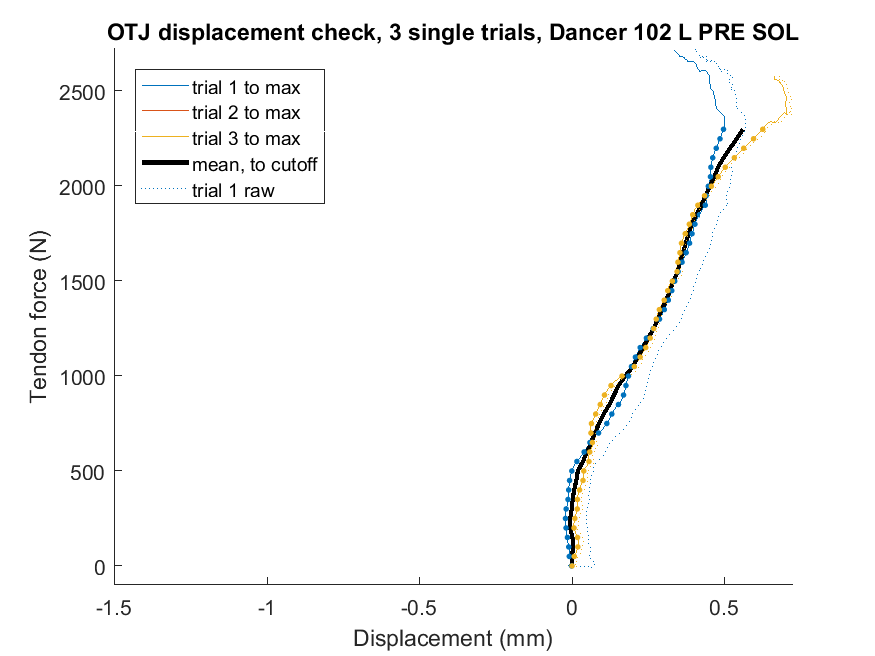 OTJ displacement check, 3 single trials, Dancer 102 L PRE SOL
trial 1 to max
trial 2 to max
trial 3 to max
mean, to cutoff
trial 1 raw
Tendon force (N)
2500
2000
1500
1000
500
0
-1.5
-1
-0.5
0
0.5
Displacement (mm)